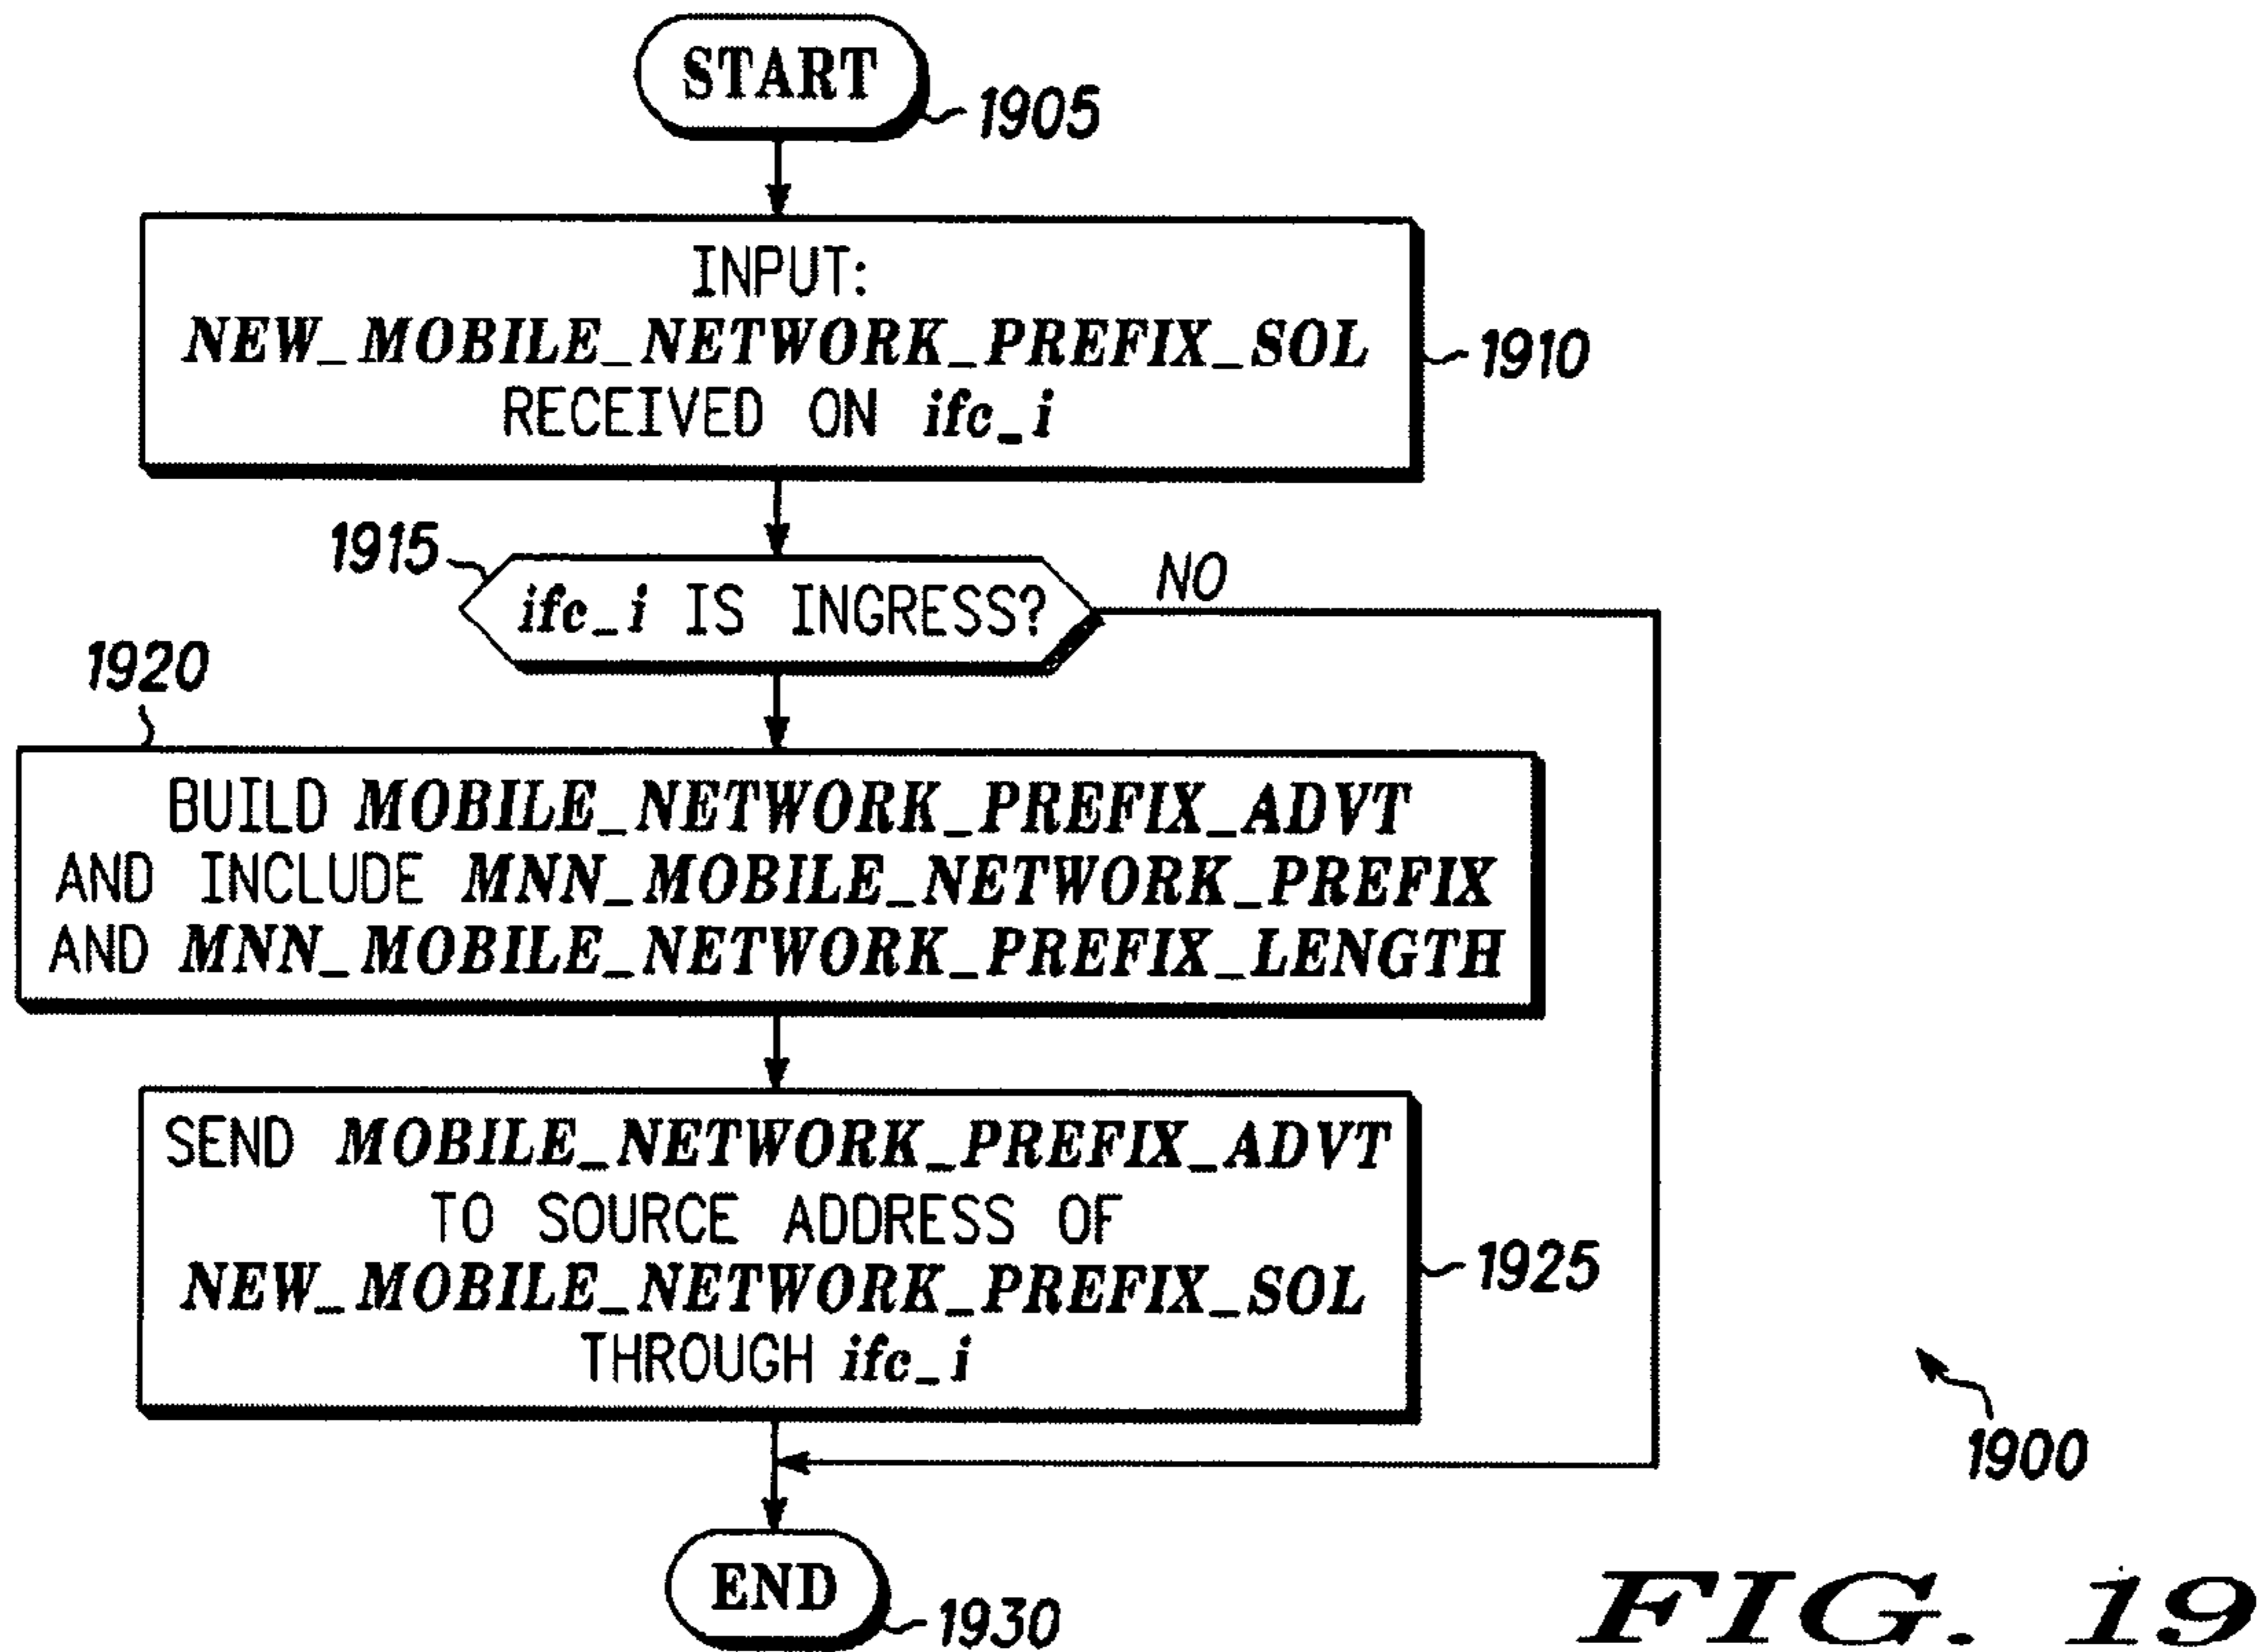 START
1905
INPUT:
NEW_MOBILE_NETWORK_PREFIX_SOL
RECEIVED ON ifc_i
1910
1915
ifc_i IS INGRESS?
NO
1920
BUILD MOBILE_NETWORK_PREFIX_ADVT
AND INCLUDE MNN_MOBILE_NETWORK_PREFIX
AND MNN_MOBILE_NETWORK_PREFIX_LENGTH
SEND MOBILE_NETWORK_PREFIX_ADVT
TO SOURCE ADDRESS OF
NEW_MOBILE_NETWORK_PREFIX_SOL
THROUGH ifc_i
1925
1900
END
1930
FIG. 19